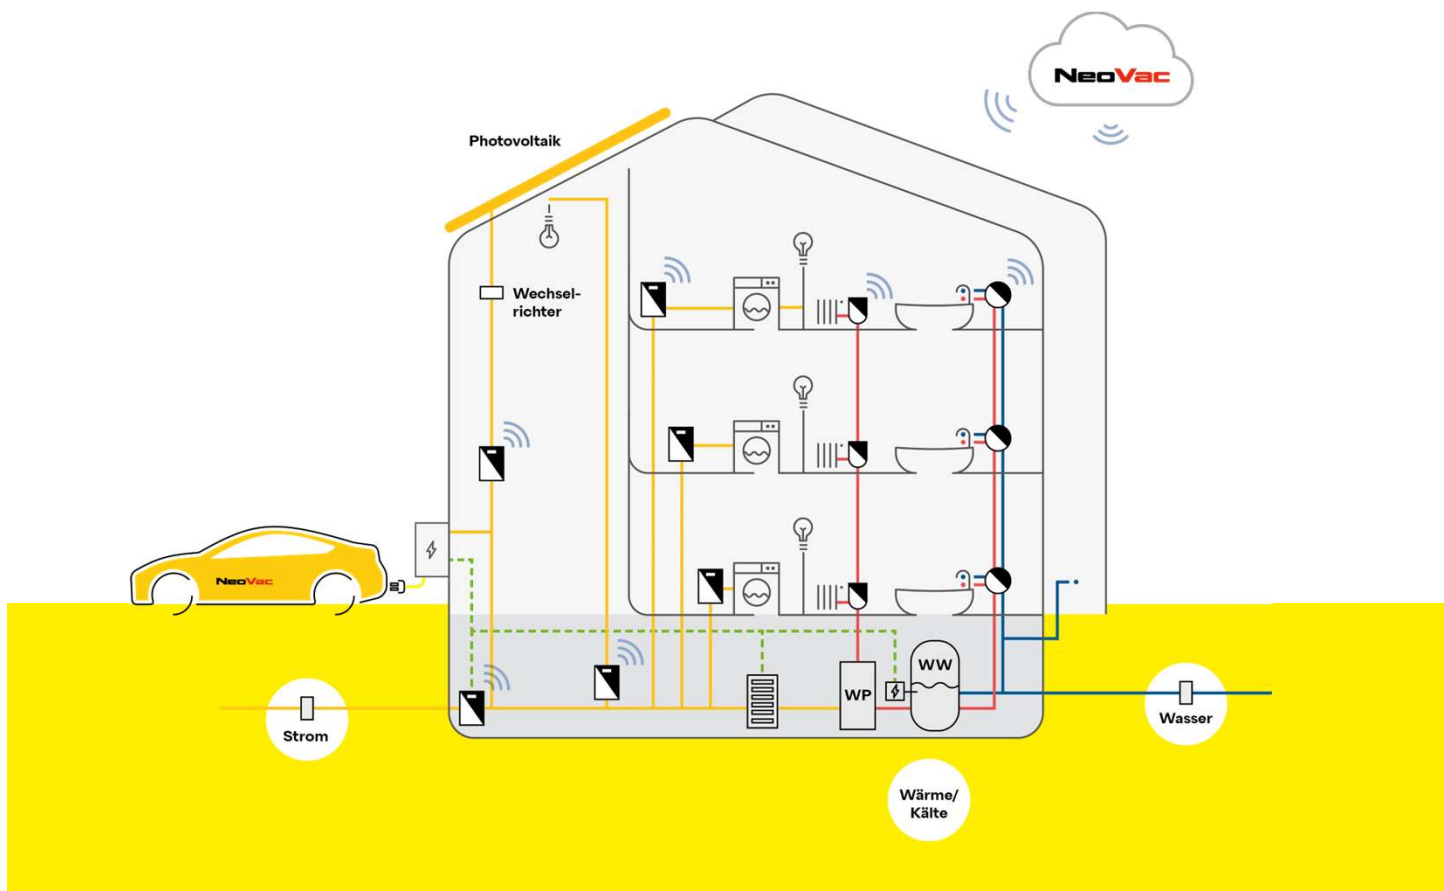 NeoVac
Photovoltaik
Wechsel-
richter
NeoVac
WW
WP
Strom
Wasser
Wärme/
Kälte